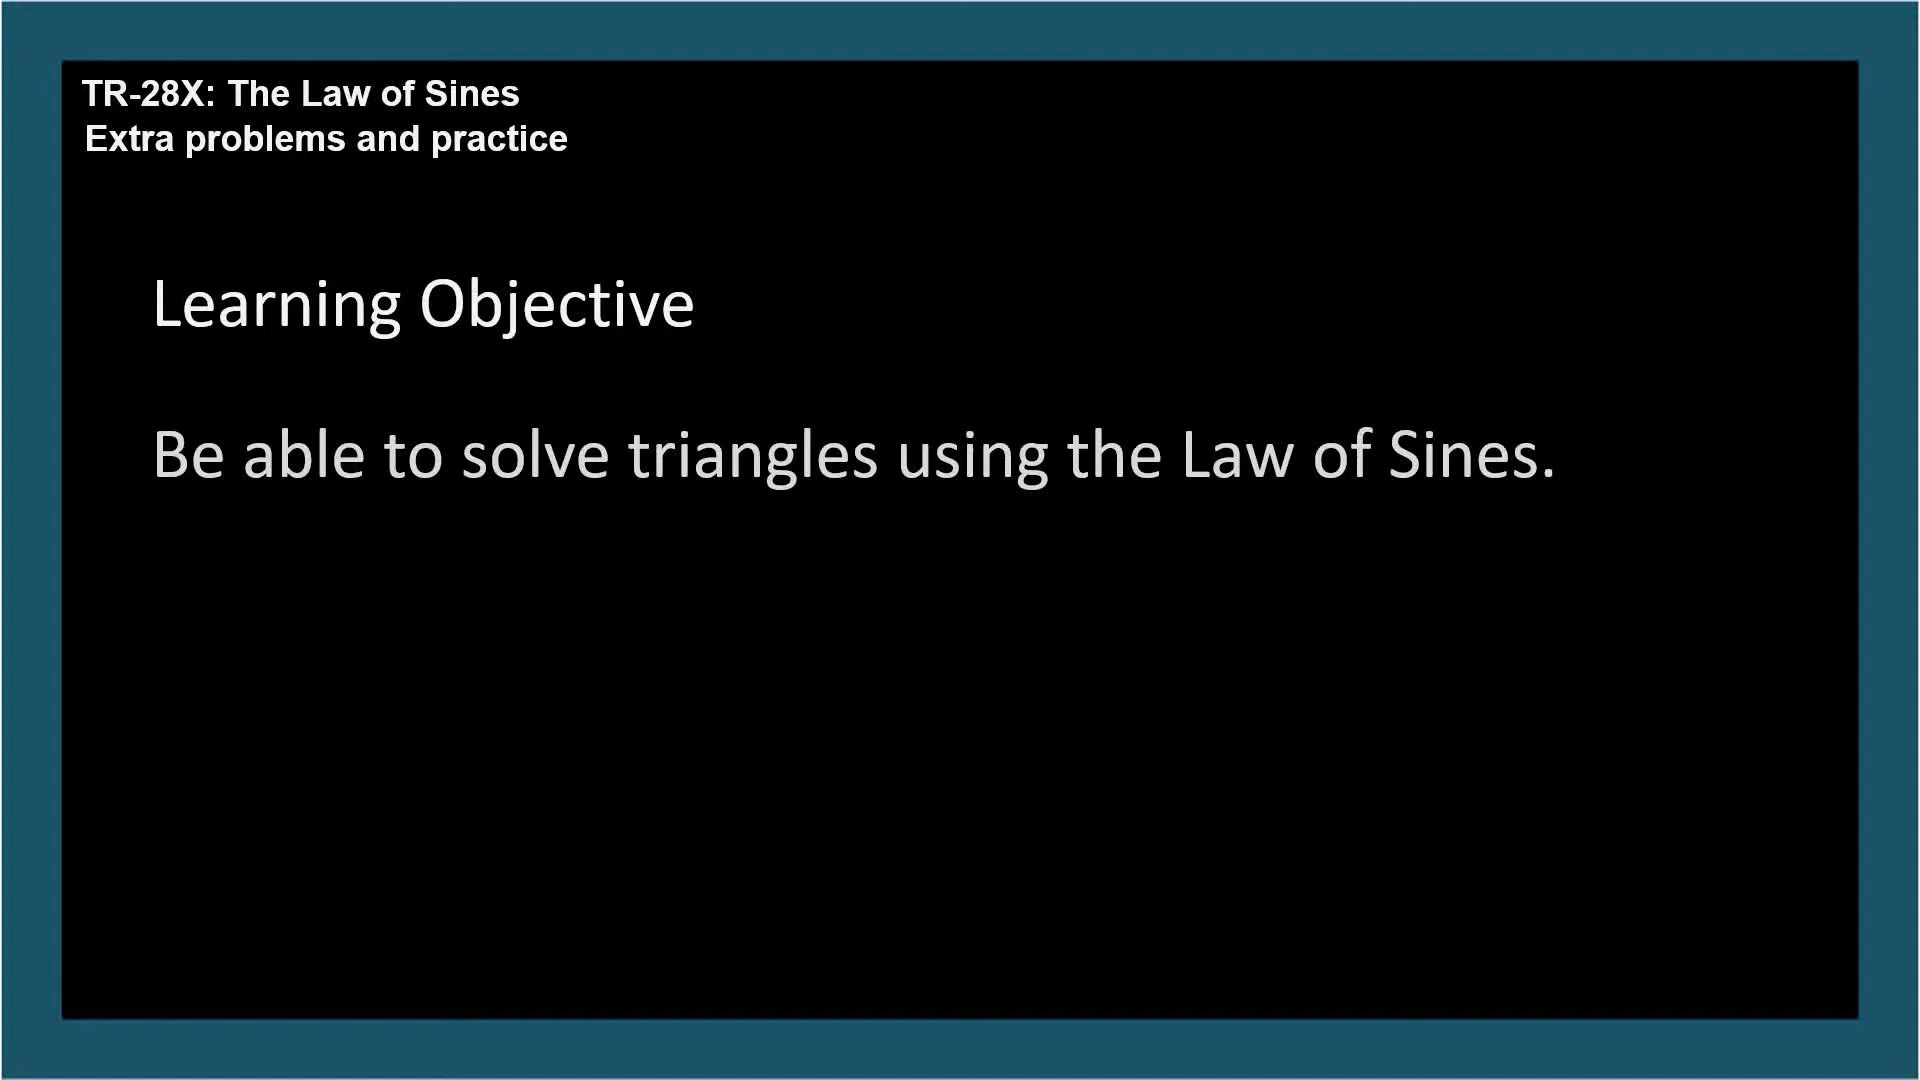 TR-28X: The Law of Sines
Extra problems and practice
Learning Objective
Be able to solve triangles using the Law of Sines.